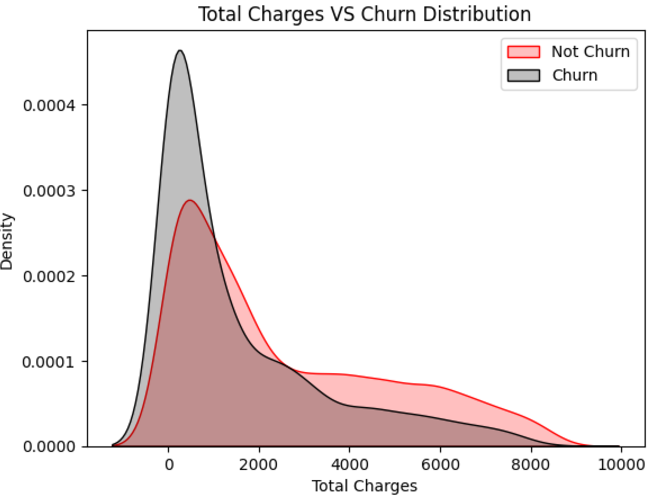 Total Charges VS Churn Distribution
Not Churn
Churn
Density
0.0004
0.0003
0.0002
0.0001
0.0000
0 2000 4000 6000 8000 10000
Total Charges